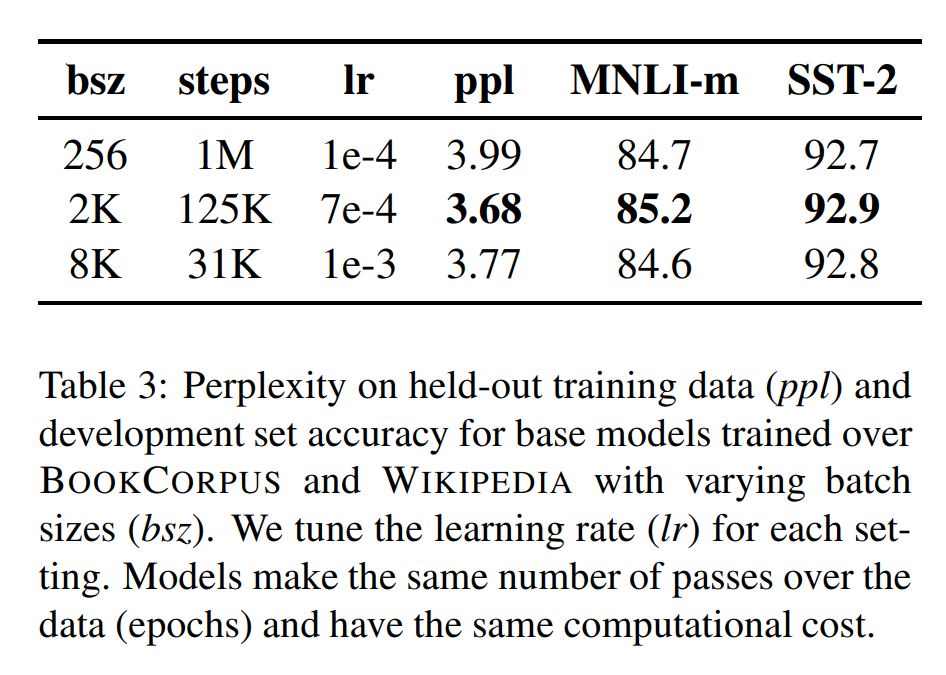 bsz steps lr ppl MNLI-m SST-2
256 1M 1e-4 3.99 84.7 92.7
2K 125K 7e-4 3.68 85.2 92.9
8K 31K 1e-3 3.77 84.6 92.8
Table 3: Perplexity on held-out training data (ppl) and
development set accuracy for base models trained over
BOOKCORPUS and WIKIPEDIA with varying batch
sizes (bsz). We tune the learning rate (lr) for each set-
ting. Models make the same number of passes over the
data (epochs) and have the same computational cost.